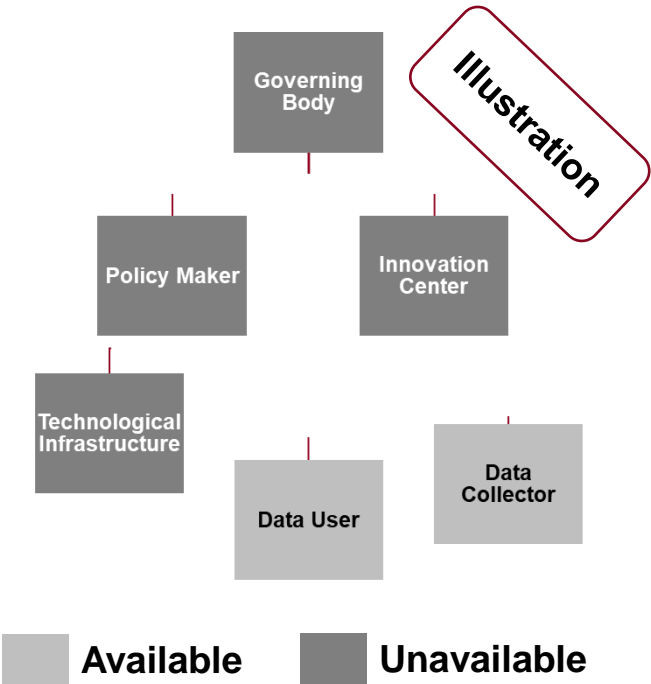 Governing
Body
Illustration
Policy Maker
Innovation
Center
Technological
Infrastructure
Data User
Data
Collector
Available
Unavailable